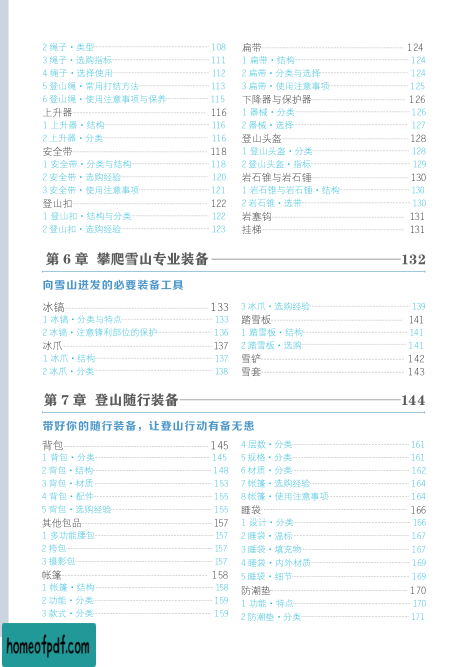 2 绳子·类型 108
3 绳子·选购指标 111
4 绳子·选择使用 112
5 登山绳·常用打结方法 113
6 登山绳·使用注意事项与保养 115
上升器 116
1 上升器·结构 116
2 上升器·分类 116
安全带 118
1 安全带·分类与结构 118
2 安全带·选购经验 120
3 安全带·使用注意事项 121
登山扣 122
1 登山扣·结构与分类 122
2 登山扣·选购经验 123
扁带 124
1 扁带·结构 124
2 扁带·分类与选择 124
3 扁带·使用注意事项 125
下降器与保护器 126
1 器械·分类 126
2 器械·选择 127
登山头盔 128
1 登山头盔·分类 128
2 登山头盔·指标 129
岩石锥与岩石锤 130
1 岩石锥与岩石锤·结构 130
2 岩石锥·选带 130
岩塞钩 131
挂梯 131
第 6 章 攀爬雪山专业装备 132
向雪山进发的必要装备工具
冰镐 133
1 冰镐·分类与特点 133
2 冰镐·注意锋利部位的保护 136
冰爪 137
1 冰爪·结构 137
2 冰爪·分类 138
3 冰爪·选购经验 139
踏雪板 141
1 踏雪板·结构 141
2 踏雪板·选购 141
雪铲 142
雪套 143
第 7 章 登山随行装备 144
带好你的随行装备，让登山行动有备无患
背包 145
1 背包·分类 145
2 背包·结构 148
3 背包·材质 153
4 背包·配件 155
5 背包·选购经验 155
其他包品 157
1 多功能腰包 157
2 挎包 157
3 摄影包 157
帐篷 158
1 帐篷·结构 158
2 功能·分类 159
3 款式·分类 159
4 层数·分类 161
5 规格·分类 161
6 材质·分类 162
7 帐篷·选购经验 164
8 帐篷·使用注意事项 164
睡袋 166
1 设计·分类 166
2 睡袋·温标 167
3 睡袋·填充物 167
4 睡袋·内外材质 169
5 睡袋·细节 169
防潮垫 170
1 功能·特点 170
2 防潮垫·分类 171
homeofpdf.com